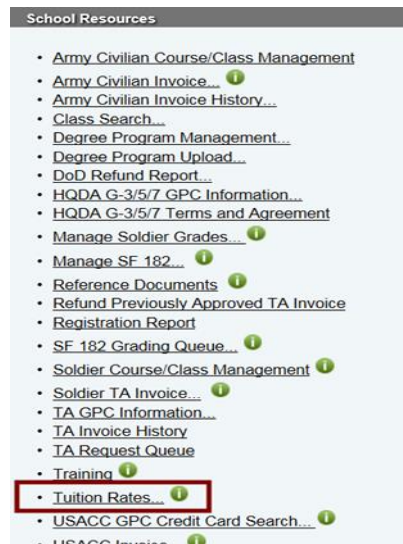 School Resources
• Army Civilian Course/Class Management
• Army Civilian Invoice...
• Army Civilian Invoice History...
• Class Search...
• Degree Program Management...
• Degree Program Upload...
• DoD Refund Report...
• HQDA G-3/5/7 GPC Information...
• HQDA G-3/5/7 Terms and Agreement
• Manage Soldier Grades...
• Manage SF 182...
• Reference Documents
• Refund Previously Approved TA Invoice
• Registration Report
• SF 182 Grading Queue...
• Soldier Course/Class Management
• Soldier TA Invoice...
• TA GPC Information...
• TA Invoice History
• TA Request Queue
• Training
• Tuition Rates...
• USACC GPC Credit Card Search...
• USACC Invoice...